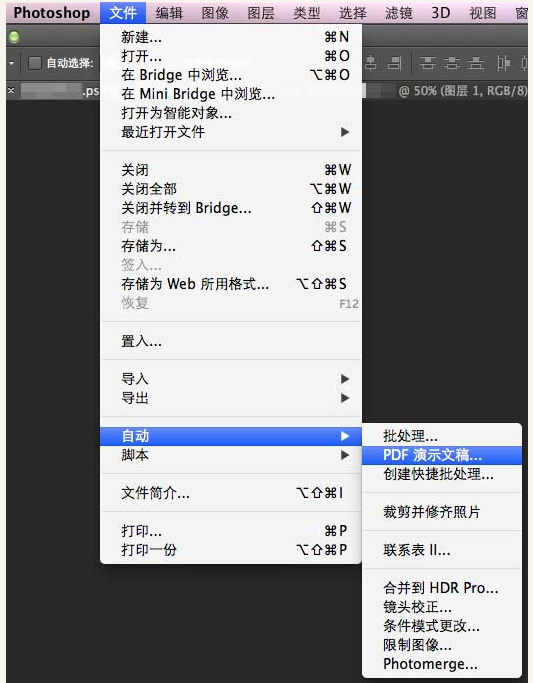 Photoshop 文件 编辑 图像 图层 类型 选择 滤镜 3D 视图 窗
自动选择:
.ps @ 50% (图层 1, RGB/8)
新建... ⌘N
打开... ⌘O
在 Bridge 中浏览... ⌥⌘O
在 Mini Bridge 中浏览...
打开为智能对象...
最近打开文件 ▶
关闭 ⌘W
关闭全部 ⌥⌘W
关闭并转到 Bridge... ⇧⌘W
存储 ⌘S
存储为... ⇧⌘S
签入...
存储为 Web 所用格式... ⌥⇧⌘S
恢复 F12
置入...
导入 ▶
导出 ▶
自动 ▶
脚本 ▶
文件简介... ⌥⇧⌘I
打印... ⌘P
打印一份 ⌥⇧⌘P
批处理...
PDF 演示文稿...
创建快捷批处理...
裁剪并修齐照片
联系表 II...
合并到 HDR Pro...
镜头校正...
条件模式更改...
限制图像...
Photomerge...